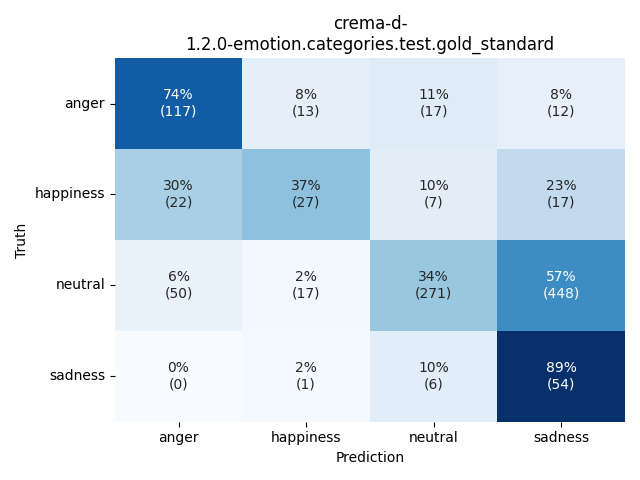 crema-d-
1.2.0-emotion.categories.test.gold_standard
Truth
anger
74%
(117)
8%
(13)
11%
(17)
8%
(12)
happiness
30%
(22)
37%
(27)
10%
(7)
23%
(17)
neutral
6%
(50)
2%
(17)
34%
(271)
57%
(448)
sadness
0%
(0)
2%
(1)
10%
(6)
89%
(54)
anger
happiness
neutral
sadness
Prediction